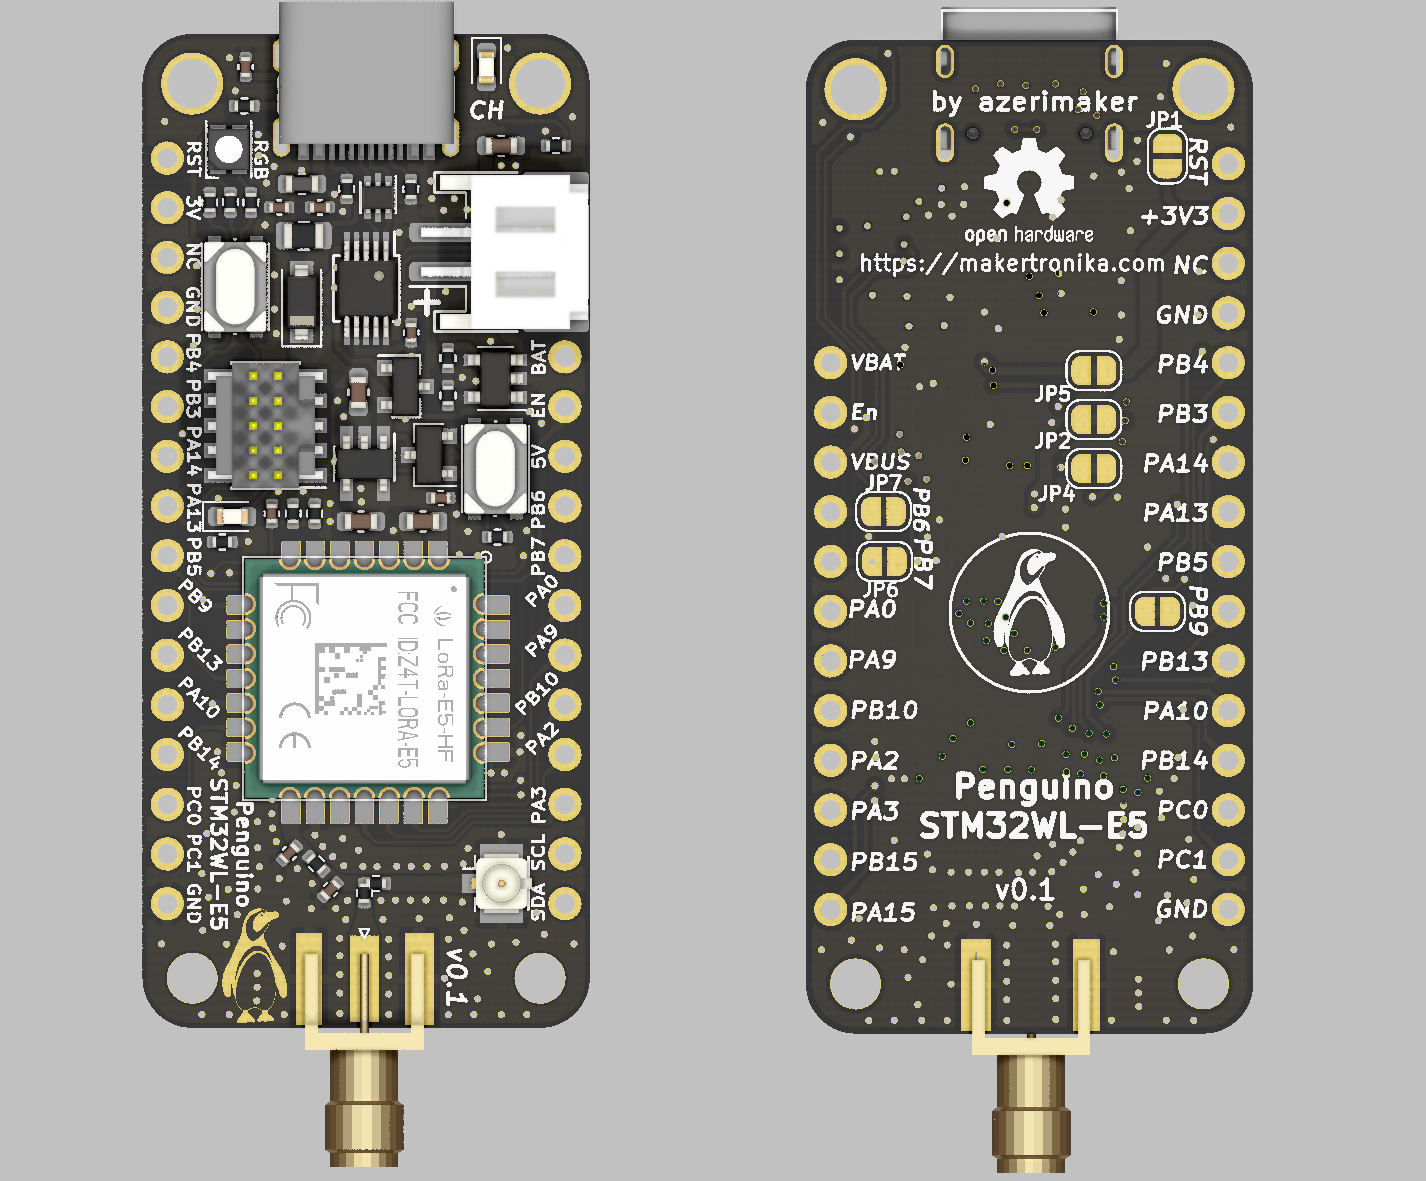 CH
RST
RGB
3V
NC
GND
PB4
PB3
PA14
PA13
PB5
PB9
PB13
PA10
PB14
PC0
PC1
GND
+
BAT
EN
5V
PB6
PB7
PA0
PA9
PB10
PA2
PA3
SCL
SDA
LoRa-E5-HF
FCC ID:Z4T-LORA-E5
FC
CE
Penguino
STM32WL-E5
v0.1
by azerimaker
JP1
RST
+3V3
open hardware
https://makertronika.com
NC
GND
VBAT
PB4
JP5
En
PB3
JP2
VBUS
PA14
JP7
JP4
PB6
PA13
PB7
PB5
JP6
PA0
PB9
PA9
PB13
PB10
PA10
PA2
PB14
Penguino
PA3
PC0
STM32WL-E5
PB15
PC1
v0.1
PA15
GND